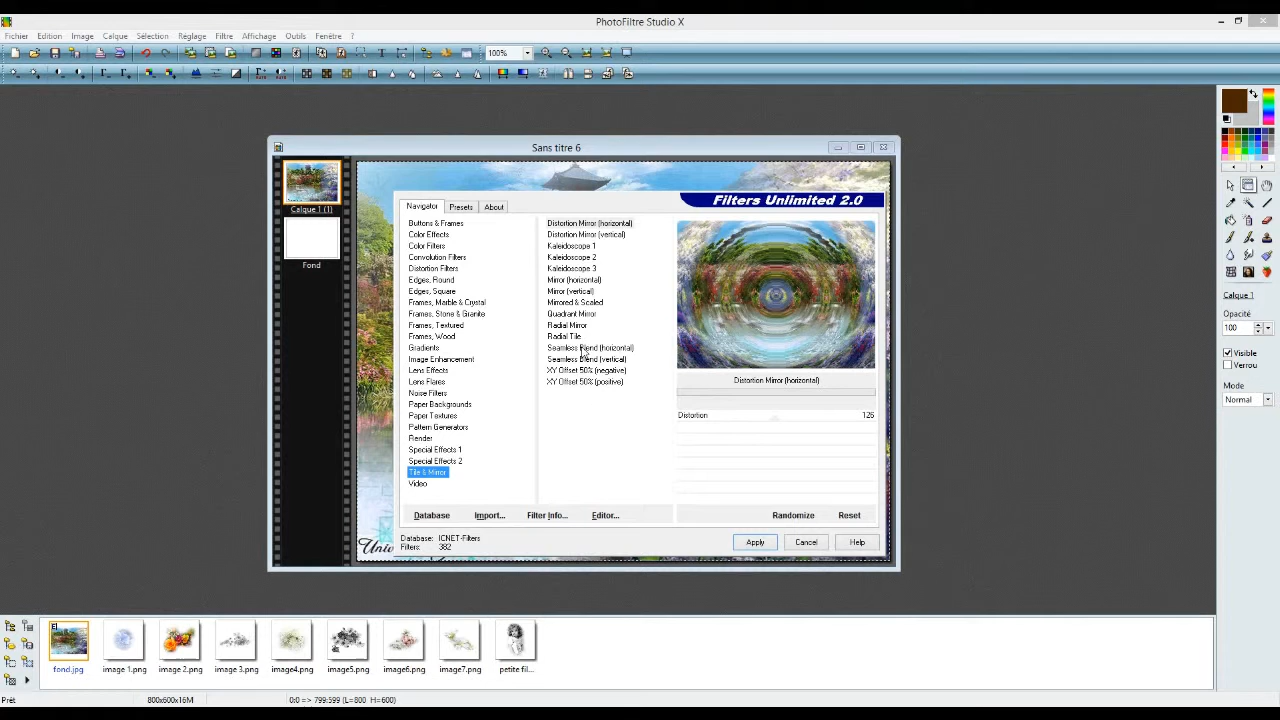 PhotoFiltre Studio X
Fichier Edition Image Calque Sélection Réglage Filtre Affichage Outils Fenêtre ?
100%
Sans titre 6
Calque 1 (1)
Fond
Filters Unlimited 2.0
Navigator Presets About
Buttons & Frames
Color Effects
Color Filters
Convolution Filters
Distortion Filters
Edges, Round
Edges, Square
Frames, Marble & Crystal
Frames, Stone & Granite
Frames, Textured
Frames, Wood
Gradients
Image Enhancement
Lens Effects
Lens Flares
Noise Filters
Paper Backgrounds
Paper Textures
Pattern Generators
Render
Special Effects 1
Special Effects 2
Tile & Mirror
Video
Distortion Mirror (horizontal)
Distortion Mirror (vertical)
Kaleidoscope 1
Kaleidoscope 2
Kaleidoscope 3
Mirror (horizontal)
Mirror (vertical)
Mirrored & Scaled
Quadrant Mirror
Radial Mirror
Radial Tile
Seamless Blend (horizontal)
Seamless Blend (vertical)
XY Offset 50% (negative)
XY Offset 50% (positive)
Distortion Mirror (horizontal)
Distortion 126
Database Import... Filter Info... Editor... Randomize Reset
Database: ICNET-Filters
Filters: 382
Apply Cancel Help
Calque 1
Opacité
100
Visible
Verrou
Mode
Normal
fond.jpg image 1.png image 2.png image 3.png image4.png image5.png image6.png image7.png petite fil...
Prêt 800x600x16M 0:0 => 799:599 (L=800 H=600)